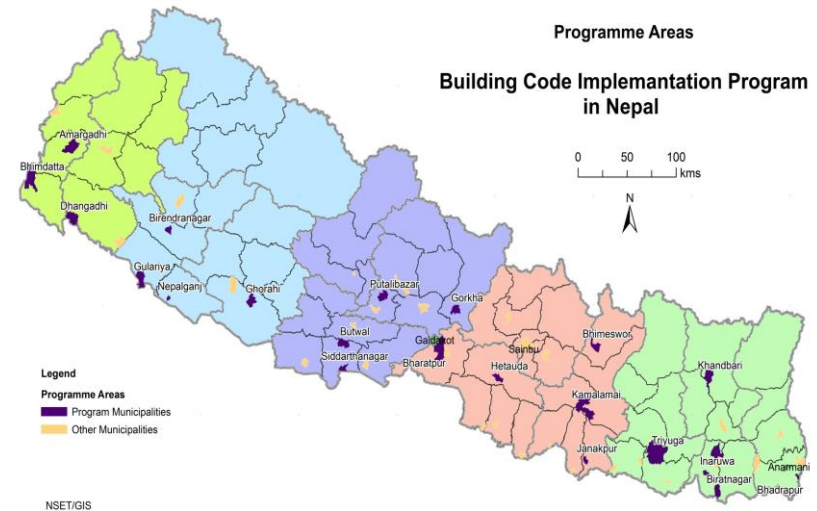 Programme Areas
Building Code Implemantation Program
in Nepal
0 50 100
kms
N
Amargadhi
Bhimdatta
Dhangadhi
Birendranagar
Gulariya
Nepalganj
Ghorahi
Putalibazar
Gorkha
Butwal
Siddarthanagar
Gaidakot
Bharatpur
Sainbu
Bhimeswor
Hetauda
Kamalamai
Janakpur
Khandbari
Triyuga
Inaruwa
Biratnagar
Anarmani
Bhadrapur
Legend
Programme Areas
Program Municipalities
Other Municipalities
NSET/GIS